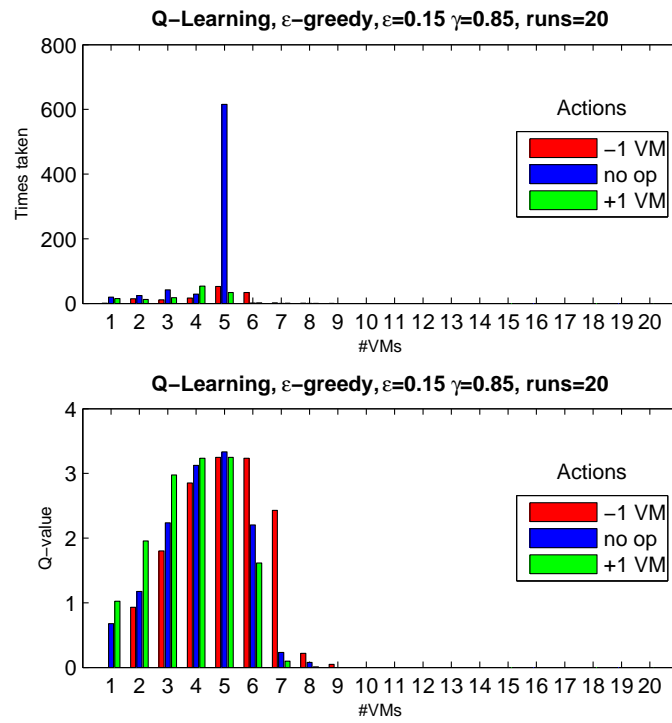 Q−Learning, ε−greedy, ε=0.15 γ=0.85, runs=20
800
600
400
200
0
Times taken
Actions
−1 VM
no op
+1 VM
1 2 3 4 5 6 7 8 9 10 11 12 13 14 15 16 17 18 19 20
#VMs
Q−Learning, ε−greedy, ε=0.15 γ=0.85, runs=20
4
3
2
1
0
Q−value
Actions
−1 VM
no op
+1 VM
1 2 3 4 5 6 7 8 9 10 11 12 13 14 15 16 17 18 19 20
#VMs